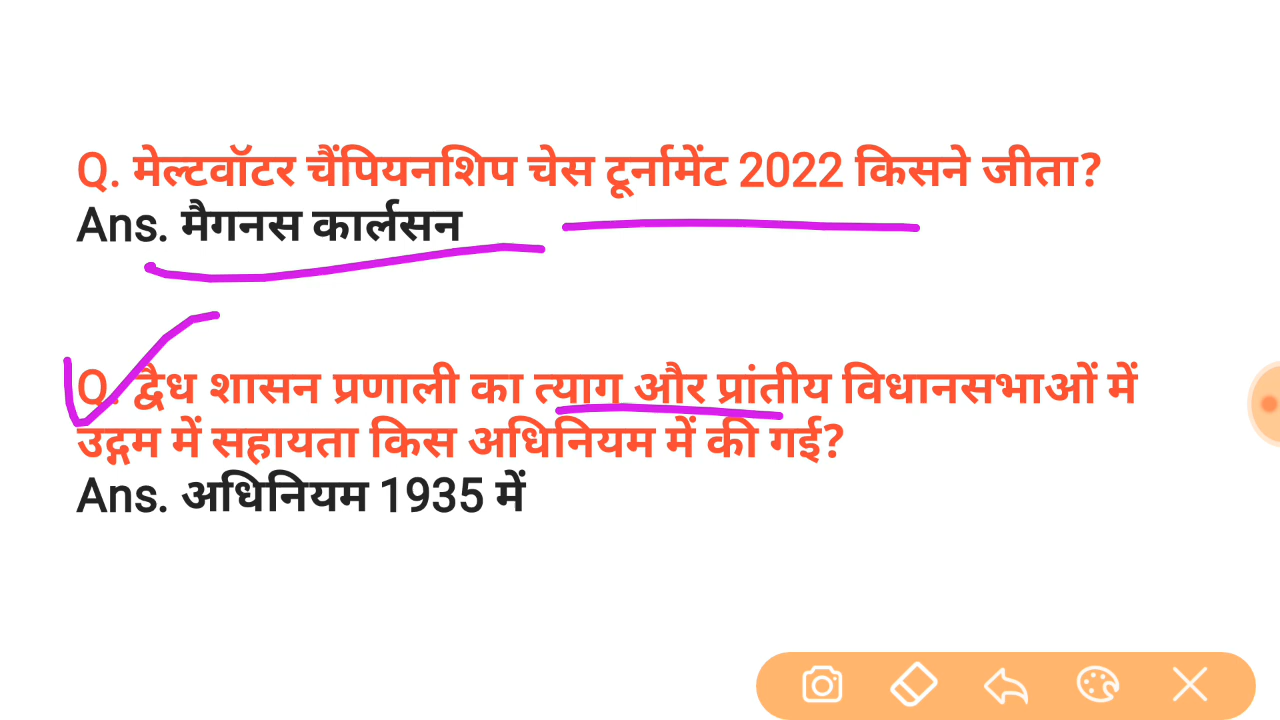 Q. मेल्टवॉटर चैंपियनशिप चेस टूर्नामेंट 2022 किसने जीता?
Ans. मैगनस कार्लसन
Q. द्वैध शासन प्रणाली का त्याग और प्रांतीय विधानसभाओं में
उद्गम में सहायता किस अधिनियम में की गई?
Ans. अधिनियम 1935 में